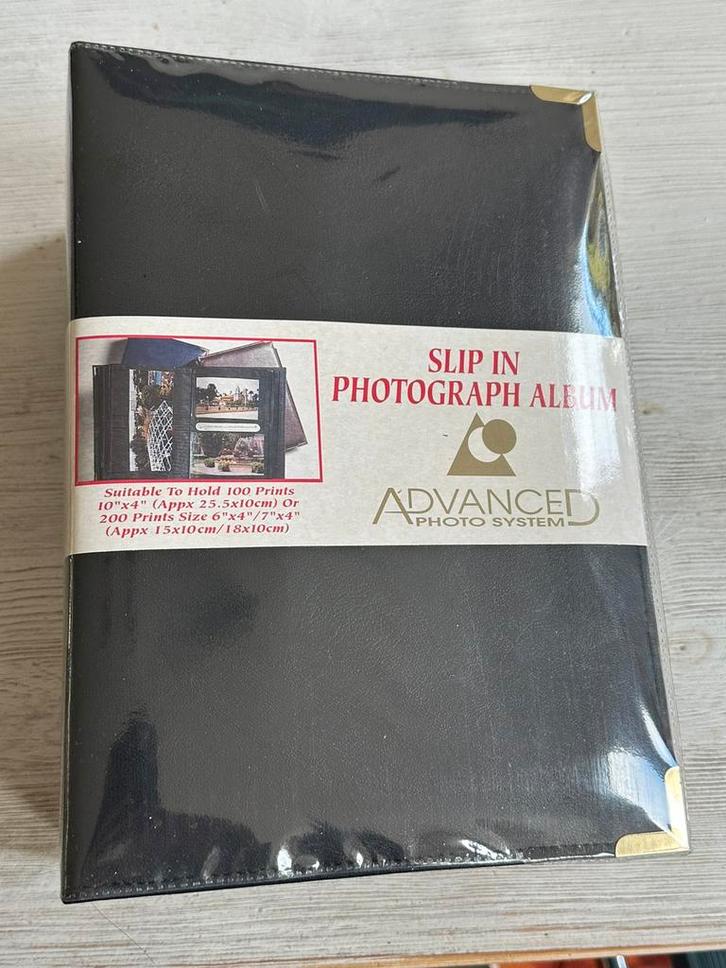 SLIP IN
PHOTOGRAPH ALBUM
ADVANCED
PHOTO SYSTEM
Suitable To Hold 100 Prints
10"x4" (Appx 25.5x10cm) Or
200 Prints Size 6"x4"/7"x4"
(Appx 15x10cm/18x10cm)